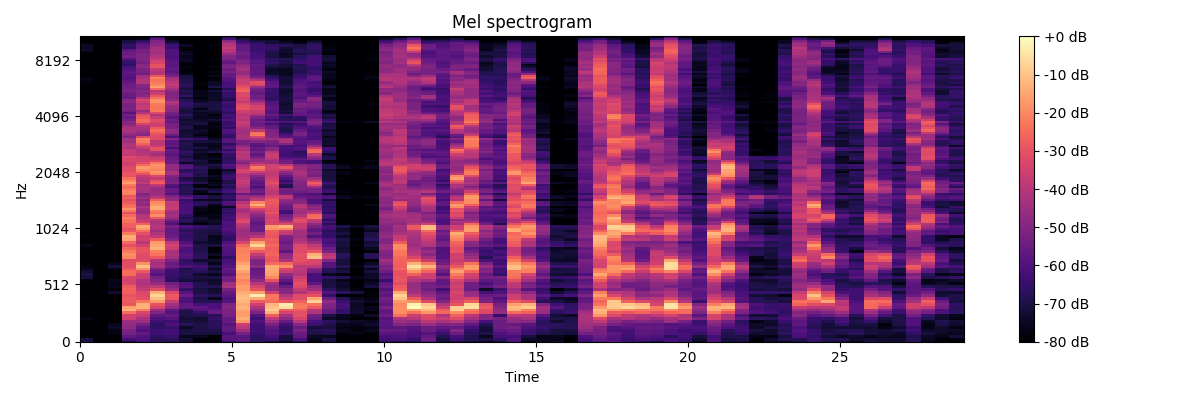 Mel spectrogram
+0 dB
8192
-10 dB
4096
-20 dB
-30 dB
2048
-40 dB
Hz
1024
-50 dB
-60 dB
512
-70 dB
0
-80 dB
0 5 10 15 20 25
Time